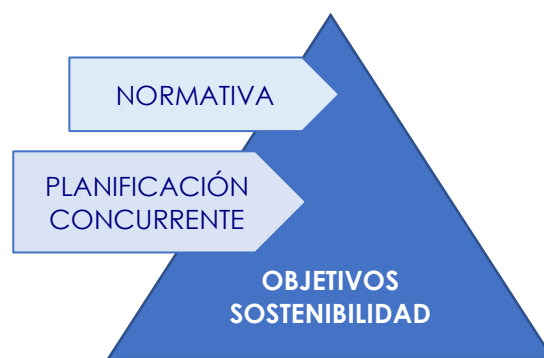 NORMATIVA
PLANIFICACIÓN
CONCURRENTE
OBJETIVOS
SOSTENIBILIDAD